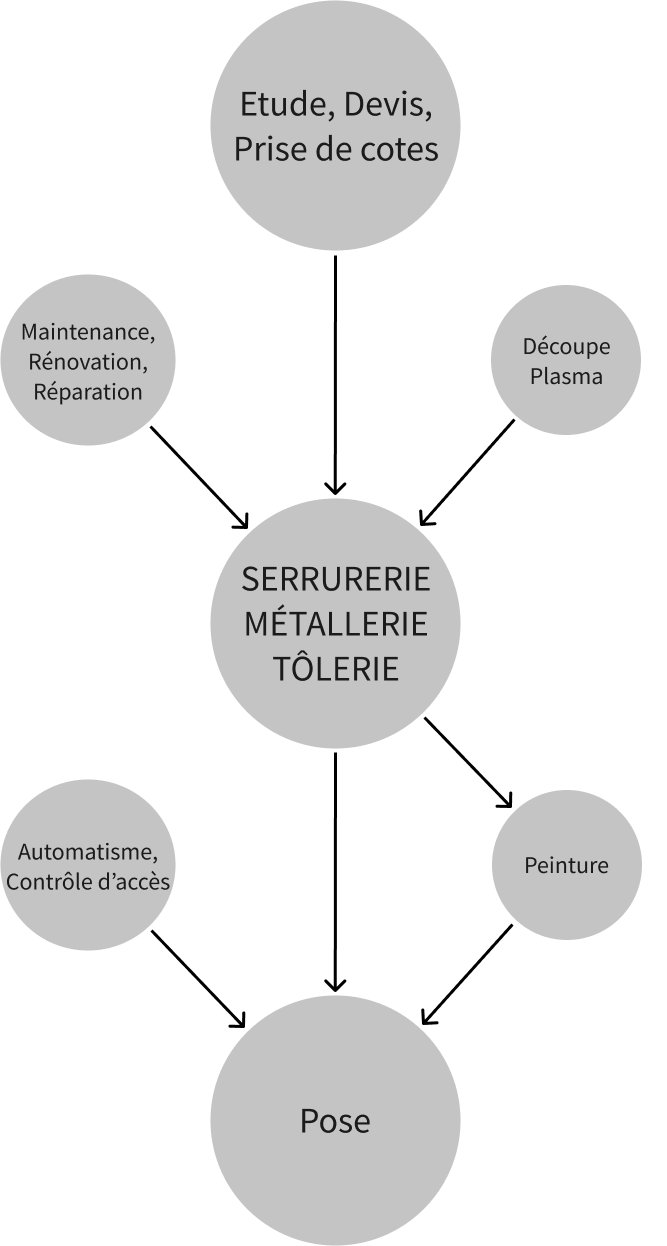 Etude, Devis,
Prise de cotes
Maintenance,
Rénovation,
Réparation
Découpe
Plasma
SERRURERIE
MÉTALLERIE
TÔLERIE
Automatisme,
Contrôle d’accès
Peinture
Pose